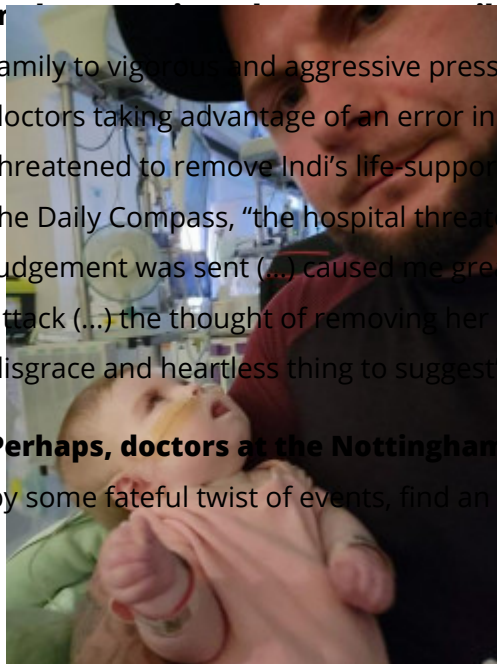 amily to vigorous and aggressive press
doctors taking advantage of an error in
hreatened to remove Indi’s life-suppor
he Daily Compass, “the hospital threat
udgement was sent (...) caused me gre
ttack (...) the thought of removing her
disgrace and heartless thing to suggest
Perhaps, doctors at the Nottingham
by some fateful twist of events, find an